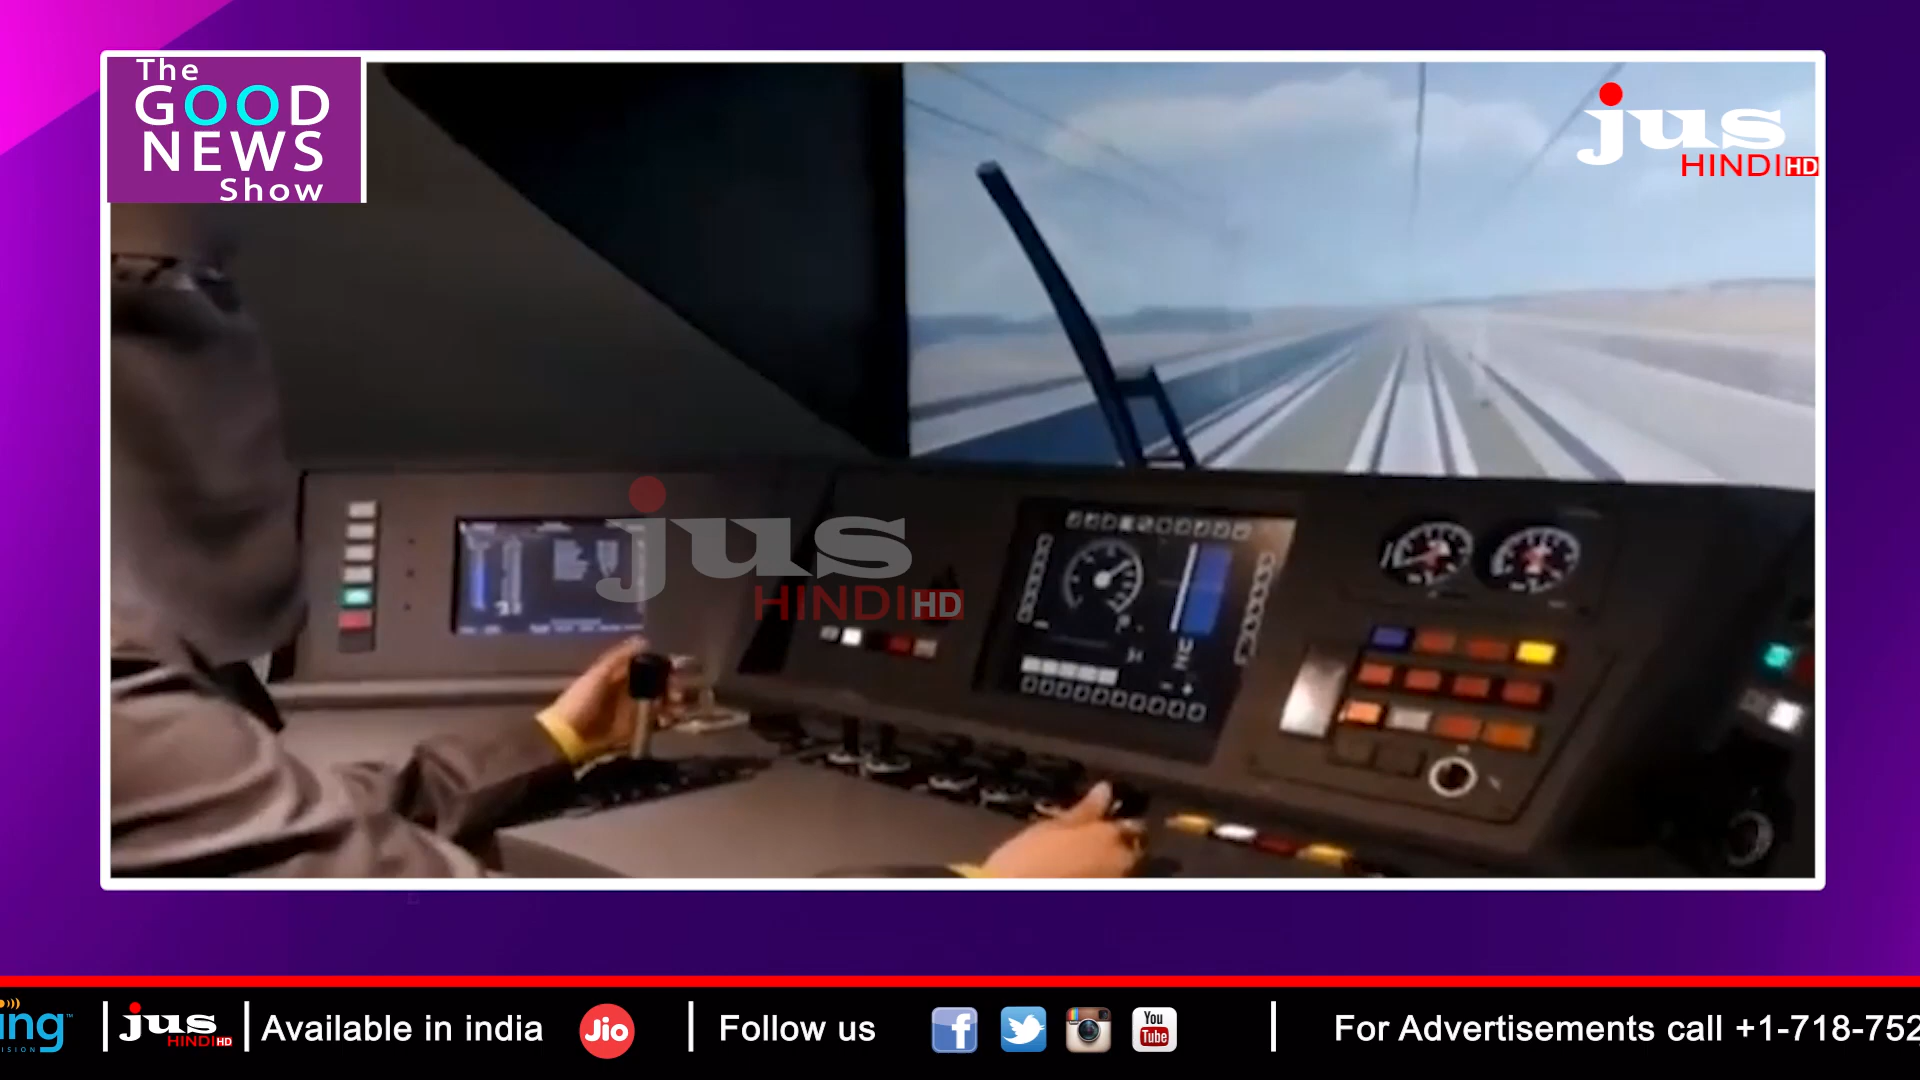 The
GOOD
NEWS
Show
jus
HINDI HD
jus
HINDI HD
jus
HINDI HD
Available in india
Jio
Follow us
You
Tube
For Advertisements call +1-718-752